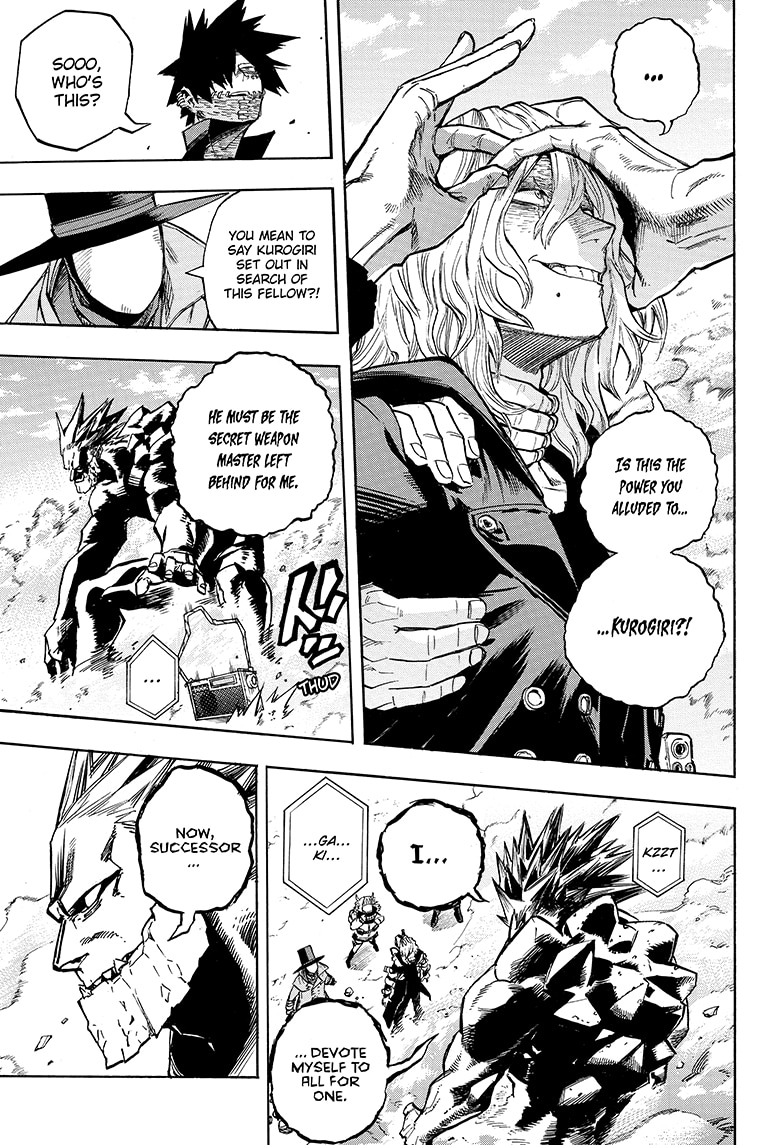 ...
IS THIS THE
POWER YOU
ALLUDED TO...
...KUROGIRI?!
SOOO,
WHO'S
THIS?
YOU MEAN TO
SAY KUROGIRI
SET OUT IN
SEARCH OF
THIS FELLOW?!
HE MUST BE THE
SECRET WEAPON
MASTER LEFT
BEHIND FOR ME.
ドッ
THUD
...
KZZT
...
I...
...GA...
KI...
... DEVOTE
MYSELF TO
ALL FOR
ONE.
NOW,
SUCCESSOR
...